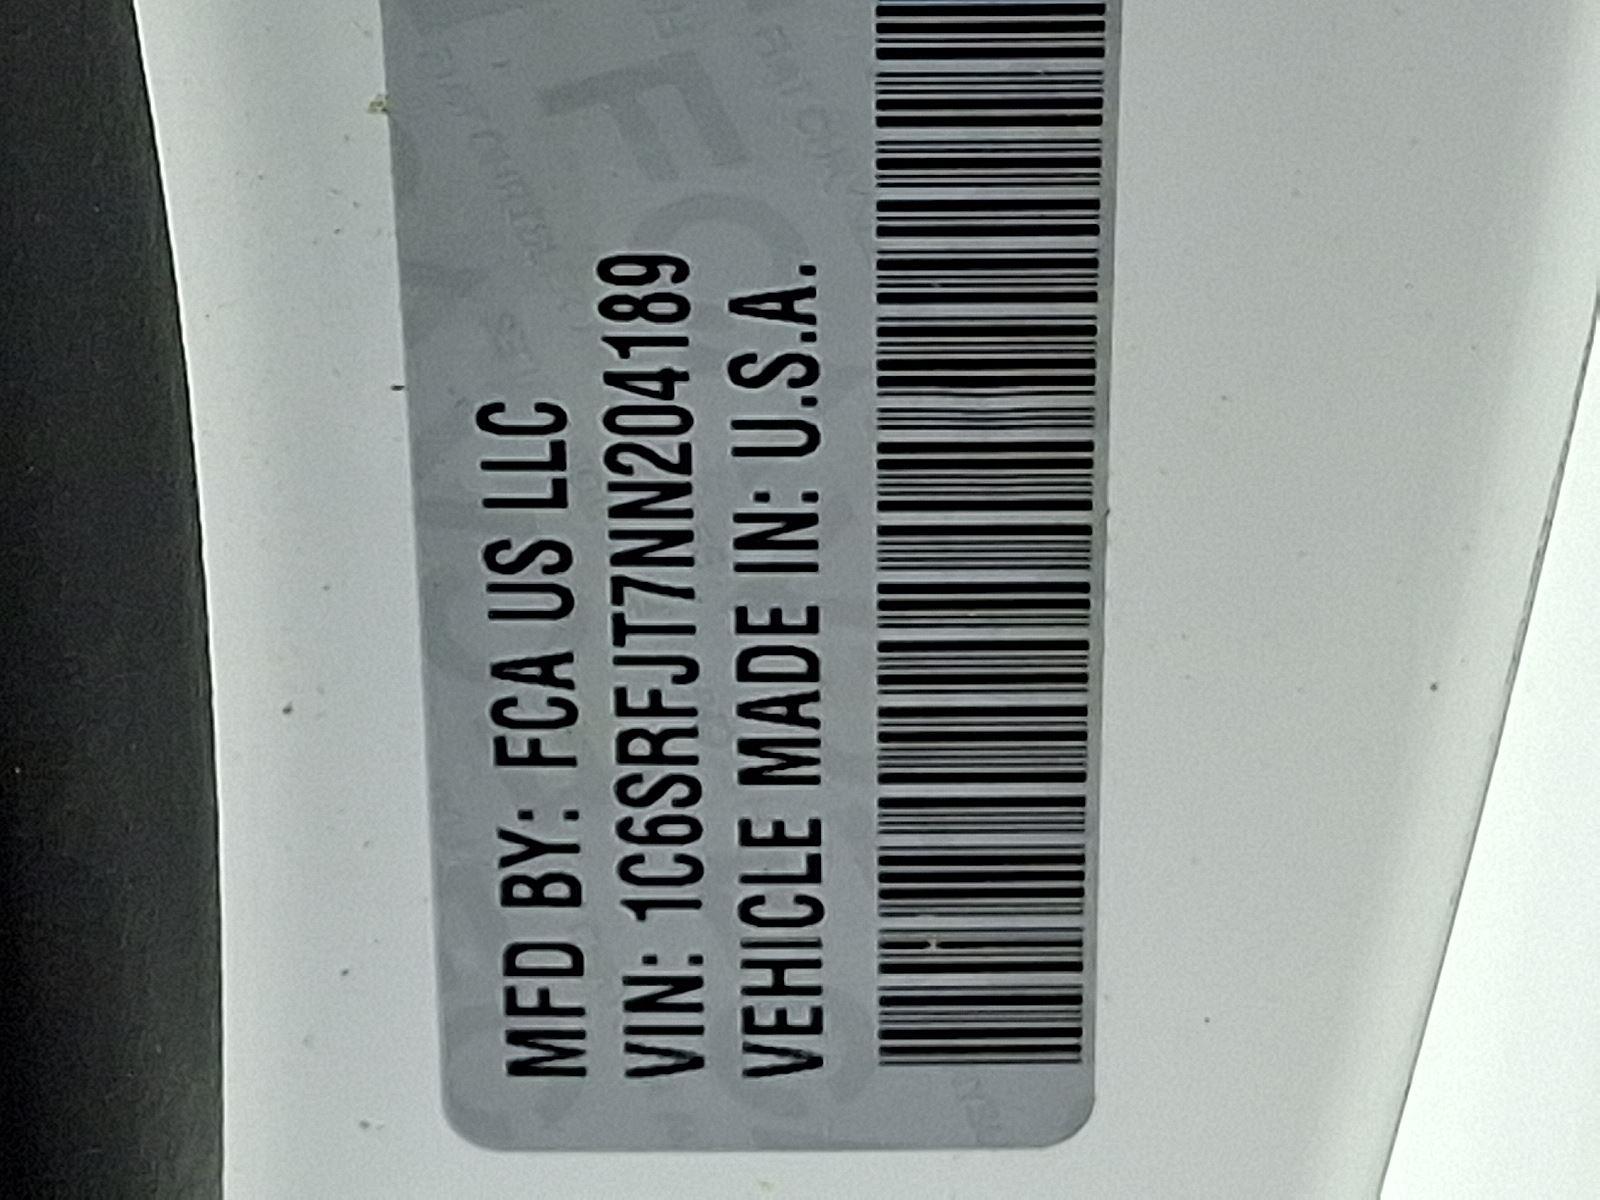 MFD BY: FCA US LLC
VIN: 1C6SRFJT7NN204189
VEHICLE MADE IN: U.S.A.